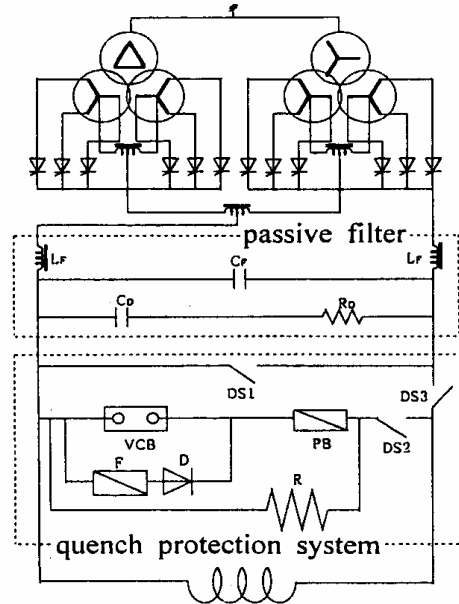 passive filter
LF
LF
CF
CD
RD
DS1
DS3
VCB
PB
DS2
F
D
R
quench protection system